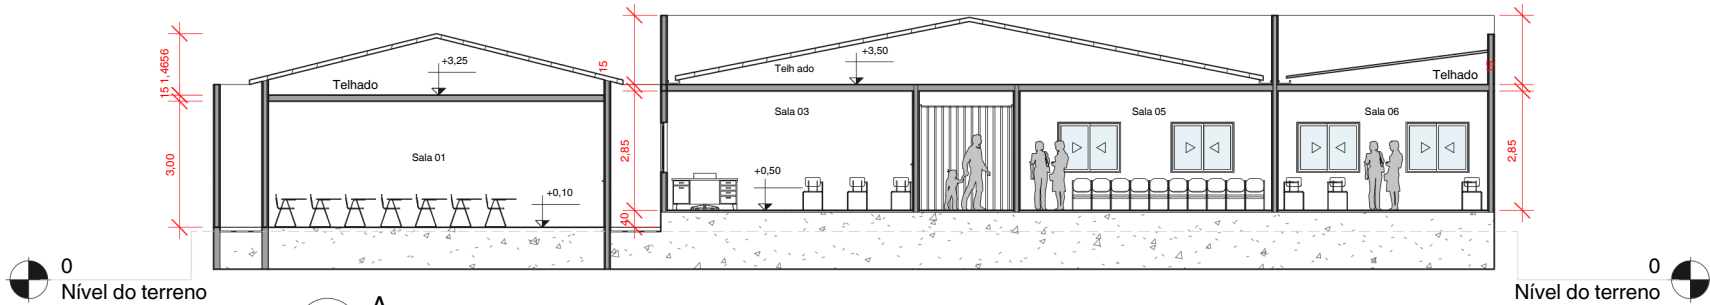 1,4656
15
3,00
Telhado
+3,25
Sala 01
+0,10
15
2,85
40
Telh ado
+3,50
Sala 03
+0,50
Sala 05
Telhado
15
Sala 06
2,85
0
Nível do terreno
A
0
Nível do terreno